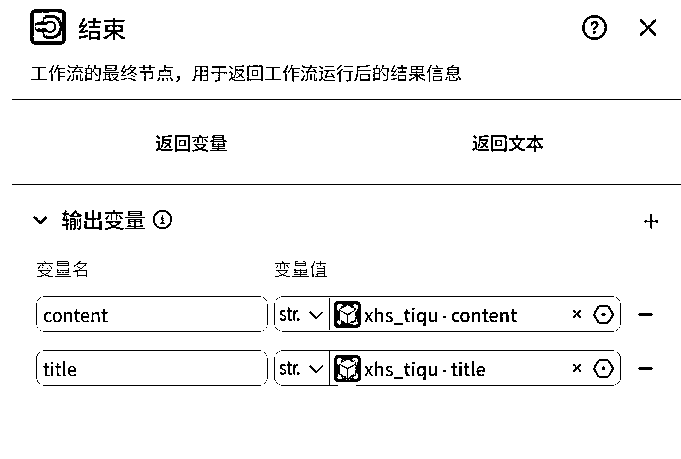 结束
工作流的最终节点，用于返回工作流运行后的结果信息
返回变量 返回文本
输出变量
变量名 变量值
content str. xhs_tiqu - content
title str. xhs_tiqu - title